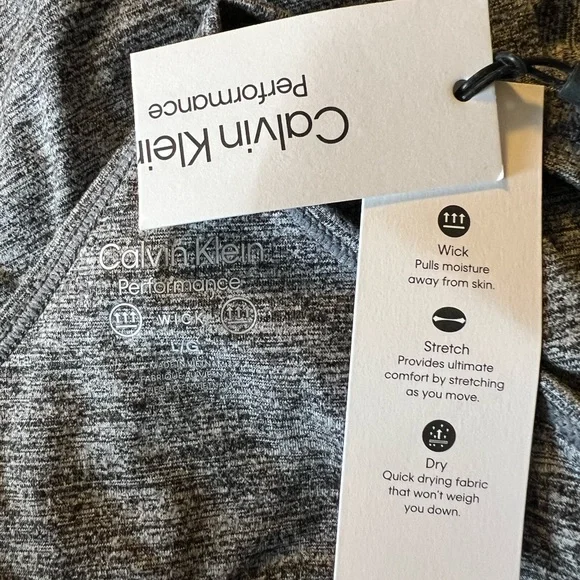 Calvin Klein
Performance
Calvin Klein
Performance
WICK
L/G
Wick
Pulls moisture
away from skin.
Stretch
Provides ultimate
comfort by stretching
as you move.
Dry
Quick drying fabric
that won't weigh
you down.